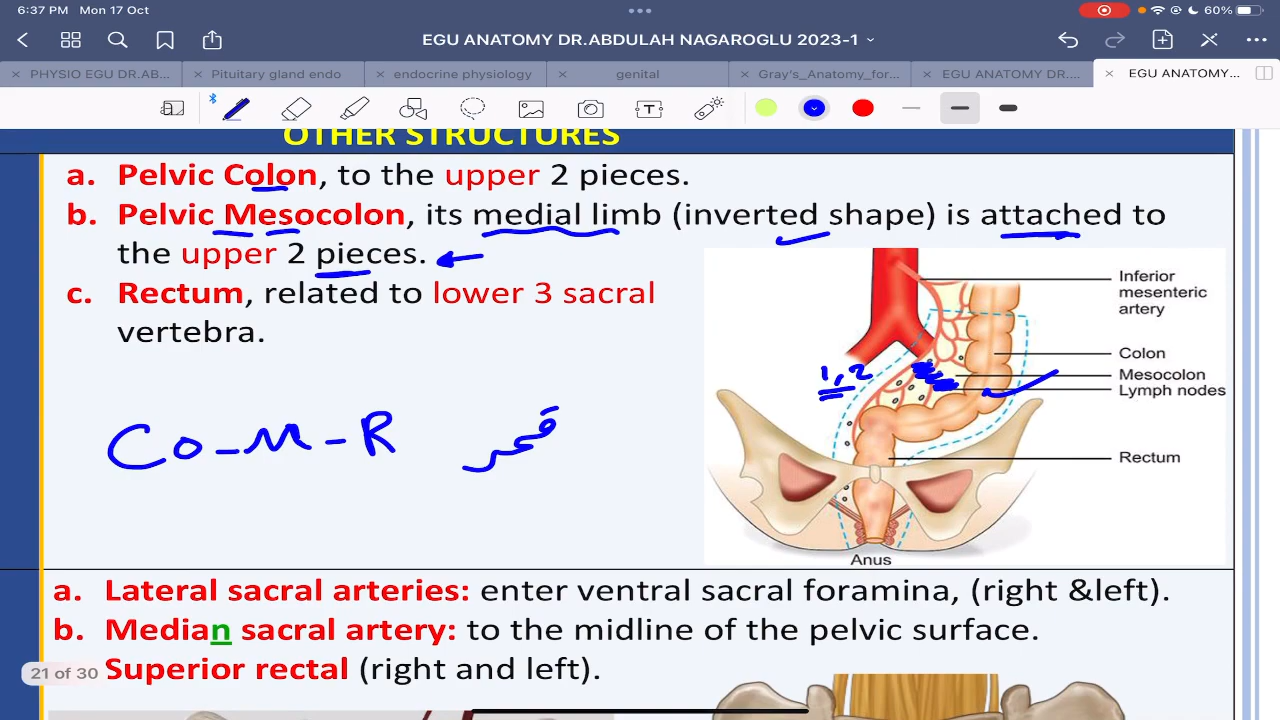 6:37 PM Mon 17 Oct
60%
EGU ANATOMY DR.ABDULAH NAGAROGLU 2023-1
PHYSIO EGU DR.AB...
Pituitary gland endo
endocrine physiology
genital
Gray's_Anatomy_for...
EGU ANATOMY DR....
EGU ANATOMY...
OTHER STRUCTURES
a. Pelvic Colon, to the upper 2 pieces.
b. Pelvic Mesocolon, its medial limb (inverted shape) is attached to
the upper 2 pieces.
c. Rectum, related to lower 3 sacral
vertebra.
Co-M-R
1,2
Inferior
mesenteric
artery
Colon
Mesocolon
Lymph nodes
Rectum
Anus
a. Lateral sacral arteries: enter ventral sacral foramina, (right &left).
b. Median sacral artery: to the midline of the pelvic surface.
Superior rectal (right and left).
21 of 30